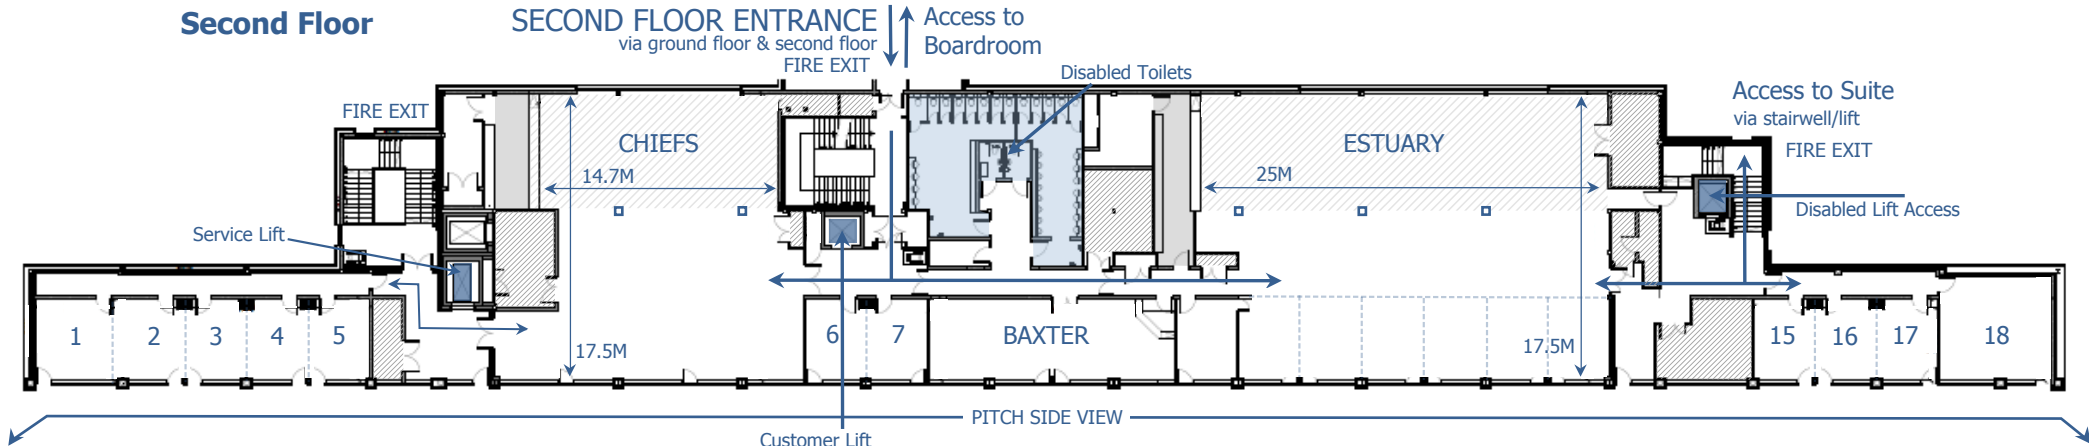 Second Floor
SECOND FLOOR ENTRANCE
via ground floor & second floor
FIRE EXIT
Access to
Boardroom
Disabled Toilets
FIRE EXIT
Access to Suite
via stairwell/lift
FIRE EXIT
CHIEFS
14.7M
ESTUARY
25M
Service Lift
Disabled Lift Access
1
2
3
4
5
17.5M
6
7
BAXTER
17.5M
15
16
17
18
PITCH SIDE VIEW
Customer Lift